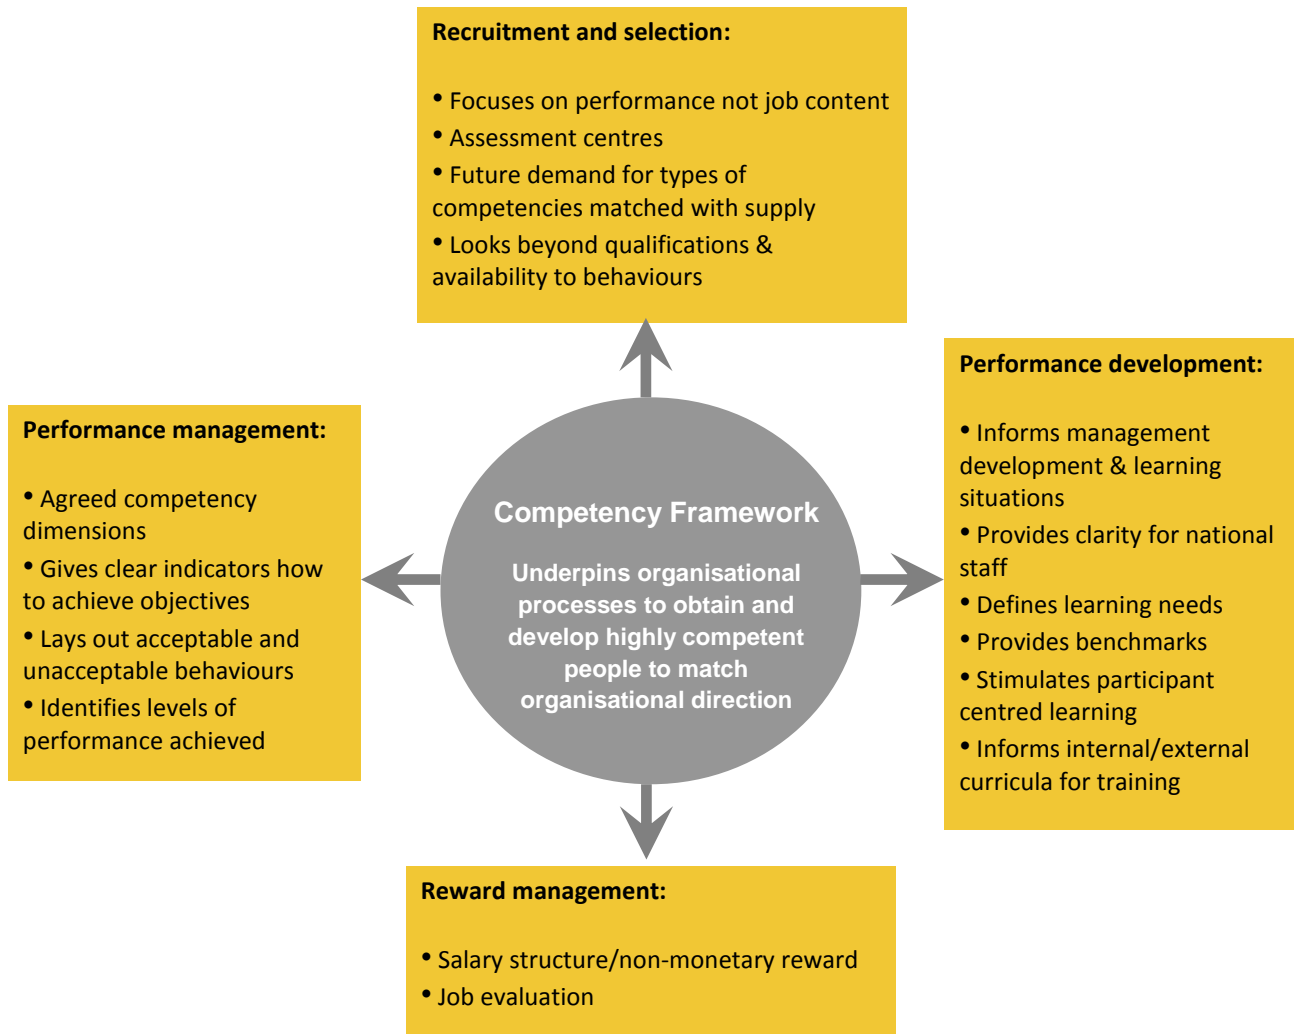 Recruitment and selection:
• Focuses on performance not job content
• Assessment centres
• Future demand for types of
competencies matched with supply
• Looks beyond qualifications &
availability to behaviours
Performance management:
• Agreed competency
dimensions
• Gives clear indicators how
to achieve objectives
• Lays out acceptable and
unacceptable behaviours
• Identifies levels of
performance achieved
Competency Framework
Underpins organisational
processes to obtain and
develop highly competent
people to match
organisational direction
Performance development:
• Informs management
development & learning
situations
• Provides clarity for national
staff
• Defines learning needs
• Provides benchmarks
• Stimulates participant
centred learning
• Informs internal/external
curricula for training
Reward management:
• Salary structure/non-monetary reward
• Job evaluation